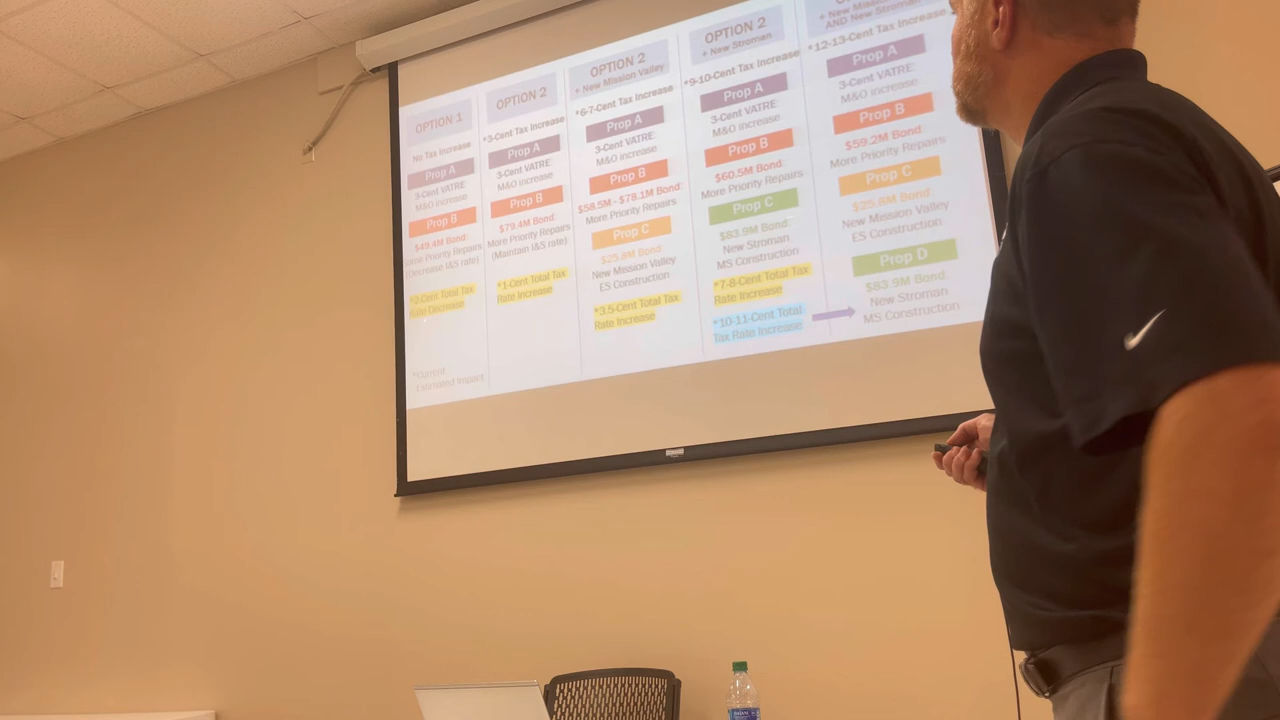 OPTION 1
No Tax Increase
Prop A
3-Cent VATRE:
M&O increase
Prop B
$49.4M Bond:
Some Priority Repairs
(Decrease I&S rate)
Rate Decrease
*Current
Estimated Impact
OPTION 2
*3-Cent Tax Increase
Prop A
3-Cent VATRE:
M&O increase
Prop B
$79.4M Bond:
More Priority Repairs
(Maintain I&S rate)
*1-Cent Total Tax
Rate Increase
OPTION 2
+ New Mission Valley
*6-7-Cent Tax Increase
Prop A
3-Cent VATRE:
M&O increase
Prop B
$58.5M - $78.1M Bond:
More Priority Repairs
Prop C
$25.8M Bond:
New Mission Valley
ES Construction
*3.5-Cent Total Tax
Rate Increase
OPTION 2
+ New Stroman
*9-10-Cent Tax Increase
Prop A
3-Cent VATRE:
M&O increase
Prop B
$60.5M Bond:
More Priority Repairs
Prop C
$83.9M Bond:
New Stroman
MS Construction
*7-8-Cent Total Tax
Rate Increase
*10-11-Cent Total
Tax Rate Increase
+ New Mission
AND New Stroman
*12-13-Cent Tax Increase
Prop A
3-Cent VATRE:
M&O increase
Prop B
$59.2M Bond:
More Priority Repairs
Prop C
$25.8M Bond:
New Mission Valley
ES Construction
Prop D
$83.9M Bond:
New Stroman
MS Construction